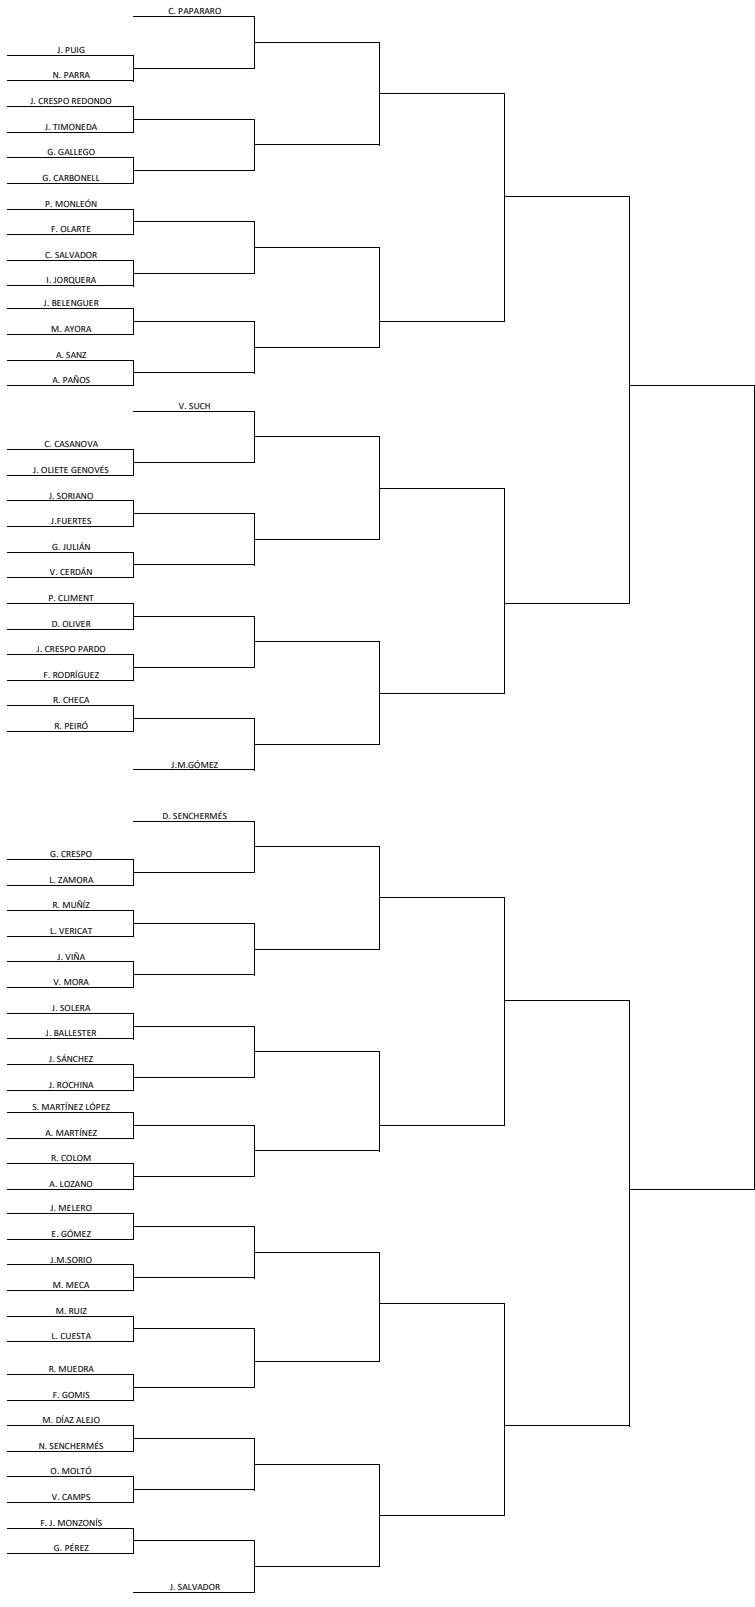 C. PAPARARO
J. PUIG
N. PARRA
J. CRESPO REDONDO
J. TIMONEDA
G. GALLEGO
G. CARBONELL
P. MONLEÓN
F. OLARTE
C. SALVADOR
I. JORQUERA
J. BELENGUER
M. AYORA
A. SANZ
A. PAÑOS
V. SUCH
C. CASANOVA
J. OLIETE GENOVÉS
J. SORIANO
J.FUERTES
G. JULIÁN
V. CERDÁN
P. CLIMENT
D. OLIVER
J. CRESPO PARDO
F. RODRÍGUEZ
R. CHECA
R. PEIRÓ
J.M.GÓMEZ
D. SENCHERMÉS
G. CRESPO
L. ZAMORA
R. MUÑÍZ
L. VERICAT
J. VIÑA
V. MORA
J. SOLERA
J. BALLESTER
J. SÁNCHEZ
J. ROCHINA
S. MARTÍNEZ LÓPEZ
A. MARTÍNEZ
R. COLOM
A. LOZANO
J. MELERO
E. GÓMEZ
J.M.SORIO
M. MECA
M. RUIZ
L. CUESTA
R. MUEDRA
F. GOMIS
M. DÍAZ ALEJO
N. SENCHERMÉS
O. MOLTÓ
V. CAMPS
F. J. MONZONÍS
G. PÉREZ
J. SALVADOR